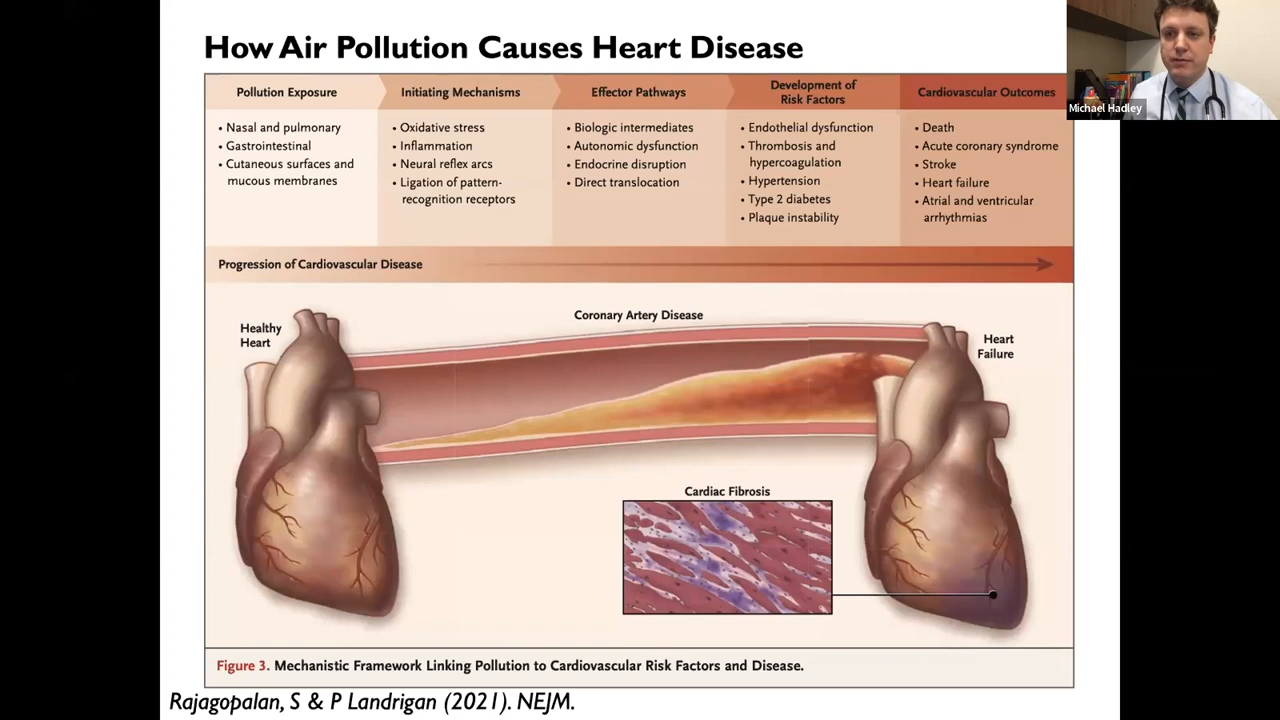 How Air Pollution Causes Heart Disease
Michael Hadley
Pollution Exposure
• Nasal and pulmonary
• Gastrointestinal
• Cutaneous surfaces and
mucous membranes
Initiating Mechanisms
• Oxidative stress
• Inflammation
• Neural reflex arcs
• Ligation of pattern-
recognition receptors
Effector Pathways
• Biologic intermediates
• Autonomic dysfunction
• Endocrine disruption
• Direct translocation
Development of
Risk Factors
• Endothelial dysfunction
• Thrombosis and
hypercoagulation
• Hypertension
• Type 2 diabetes
• Plaque instability
Cardiovascular Outcomes
• Death
• Acute coronary syndrome
• Stroke
• Heart failure
• Atrial and ventricular
arrhythmias
Progression of Cardiovascular Disease
Healthy
Heart
Coronary Artery Disease
Heart
Failure
Cardiac Fibrosis
Figure 3. Mechanistic Framework Linking Pollution to Cardiovascular Risk Factors and Disease.
Rajagopalan, S & P Landrigan (2021). NEJM.